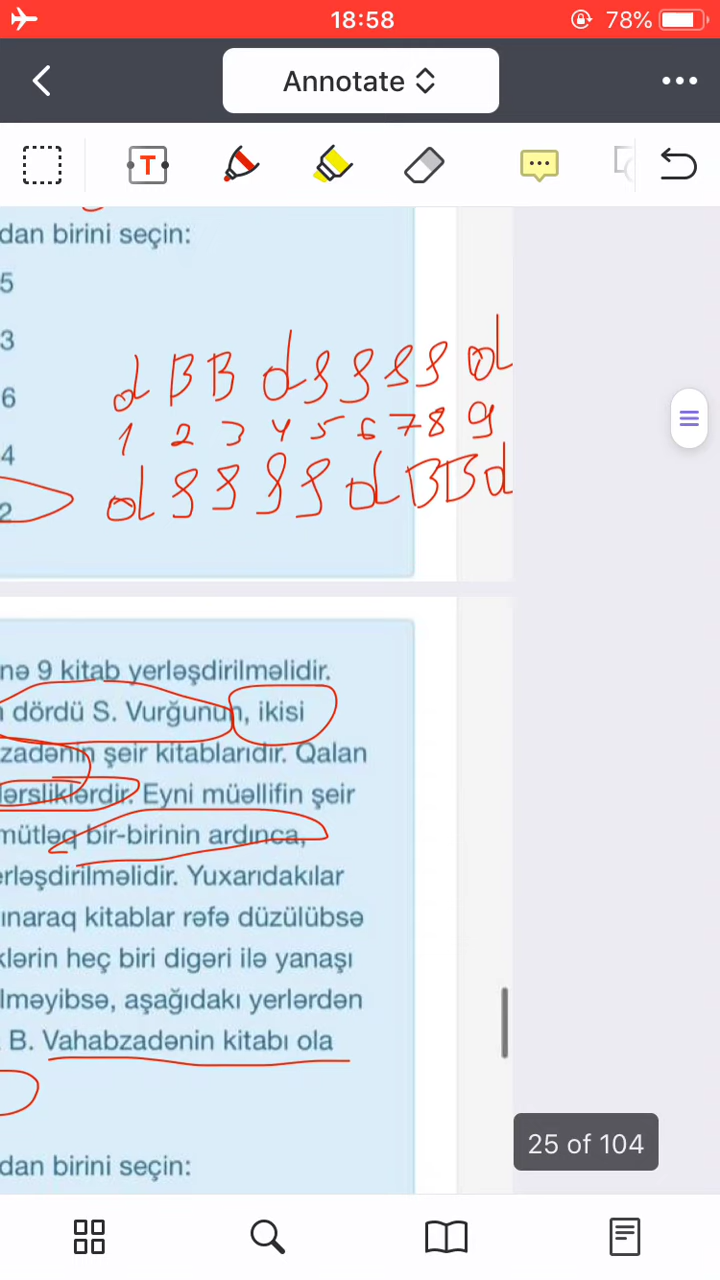 18:58
78%
Annotate
T
dan birini seçin:
5
3
6
4
2
d B B d S S S S d
1 2 3 4 5 6 7 8 9
d S S S S d B B d
nə 9 kitab yerləşdirilməlidir.
dördü S. Vurğunun, ikisi
zadənin şeir kitablarıdır. Qalan
ərsliklərdir. Eyni müəllifin şeir
mütləq bir-birinin ardınca,
rləşdirilməlidir. Yuxarıdakılar
ınaraq kitablar rəfə düzülübsə
klərin heç biri digəri ilə yanaşı
lməyibsə, aşağıdakı yerlərdən
B. Vahabzadənin kitabı ola
25 of 104
dan birini seçin: